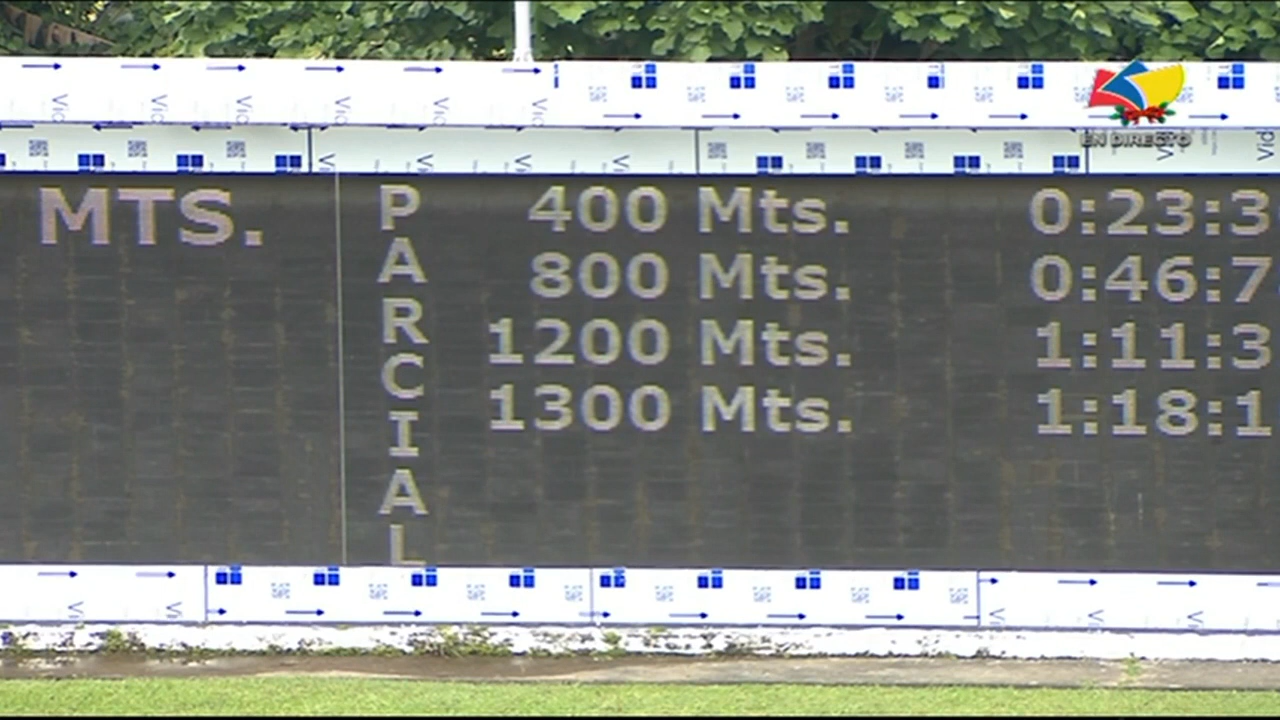 EN DIRECTO
MTS.
PARCIAL
400 Mts. 0:23:3
800 Mts. 0:46:7
1200 Mts. 1:11:3
1300 Mts. 1:18:1